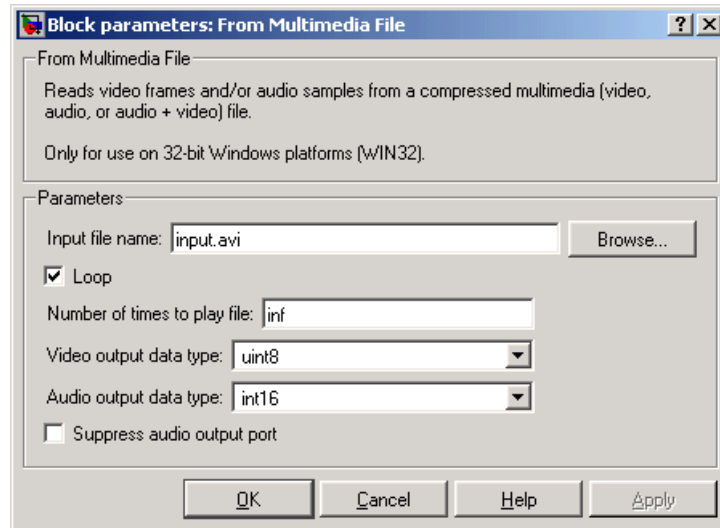 Block parameters: From Multimedia File
From Multimedia File
Reads video frames and/or audio samples from a compressed multimedia (video,
audio, or audio + video) file.
Only for use on 32-bit Windows platforms (WIN32).
Parameters
Input file name: input.avi Browse...
Loop
Number of times to play file: inf
Video output data type: uint8
Audio output data type: int16
Suppress audio output port
OK Cancel Help Apply